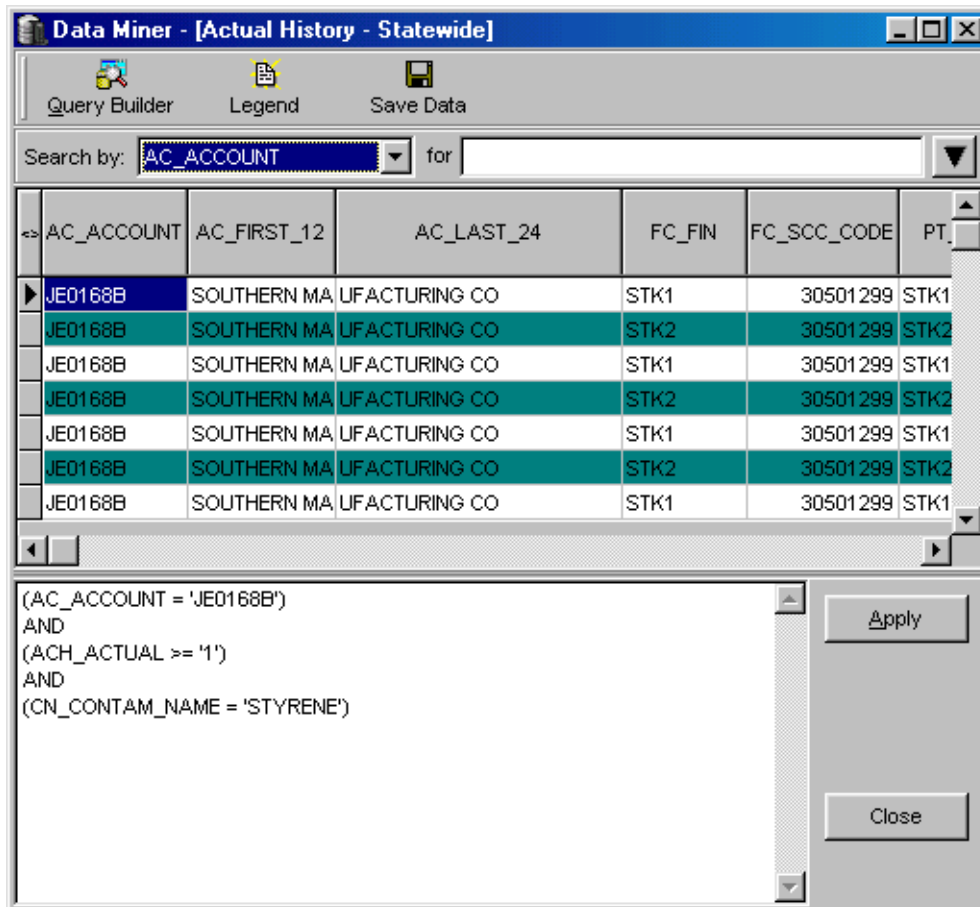 Data Miner - [Actual History - Statewide]
Query Builder Legend Save Data
Search by: AC_ACCOUNT for
<> AC_ACCOUNT AC_FIRST_12 AC_LAST_24 FC_FIN FC_SCC_CODE PT_
JE0168B SOUTHERN MA UFACTURING CO STK1 30501299 STK1
JE0168B SOUTHERN MA UFACTURING CO STK2 30501299 STK2
JE0168B SOUTHERN MA UFACTURING CO STK1 30501299 STK1
JE0168B SOUTHERN MA UFACTURING CO STK2 30501299 STK2
JE0168B SOUTHERN MA UFACTURING CO STK1 30501299 STK1
JE0168B SOUTHERN MA UFACTURING CO STK2 30501299 STK2
JE0168B SOUTHERN MA UFACTURING CO STK1 30501299 STK1
(AC_ACCOUNT = 'JE0168B')
AND
(ACH_ACTUAL >= '1')
AND
(CN_CONTAM_NAME = 'STYRENE')
Apply
Close